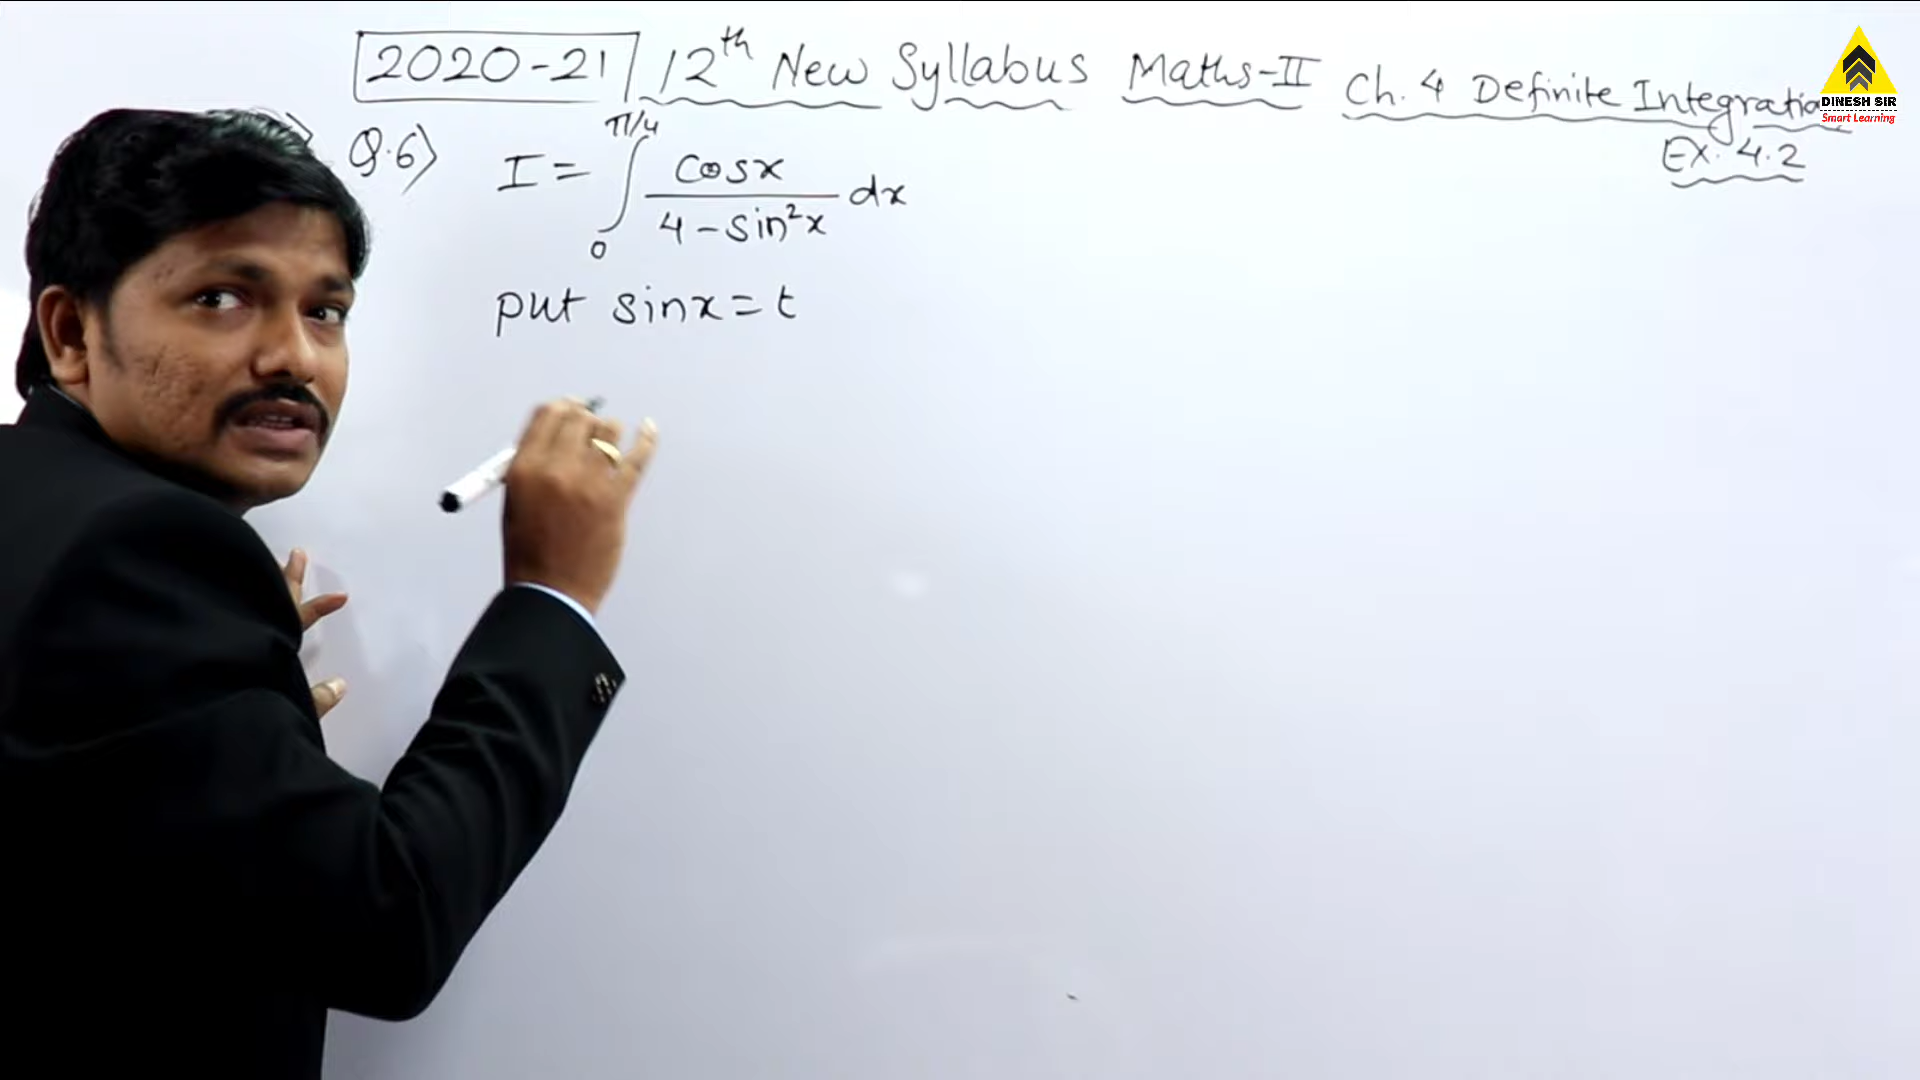 2020-21 12th New Syllabus Maths-II Ch. 4 Definite Integration
Ex. 4.2
Q.6) I = ∫₀^π/4 cosx / 4 - sin²x dx
put sinx = t
DINESH SIR
Smart Learning